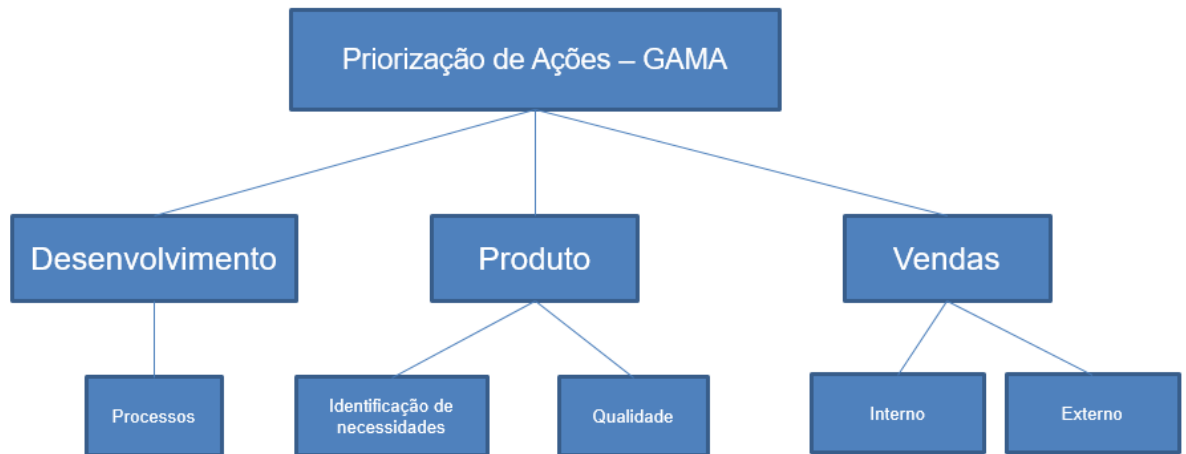 Priorização de Ações – GAMA
Desenvolvimento
Produto
Vendas
Processos
Identificação de
necessidades
Qualidade
Interno
Externo